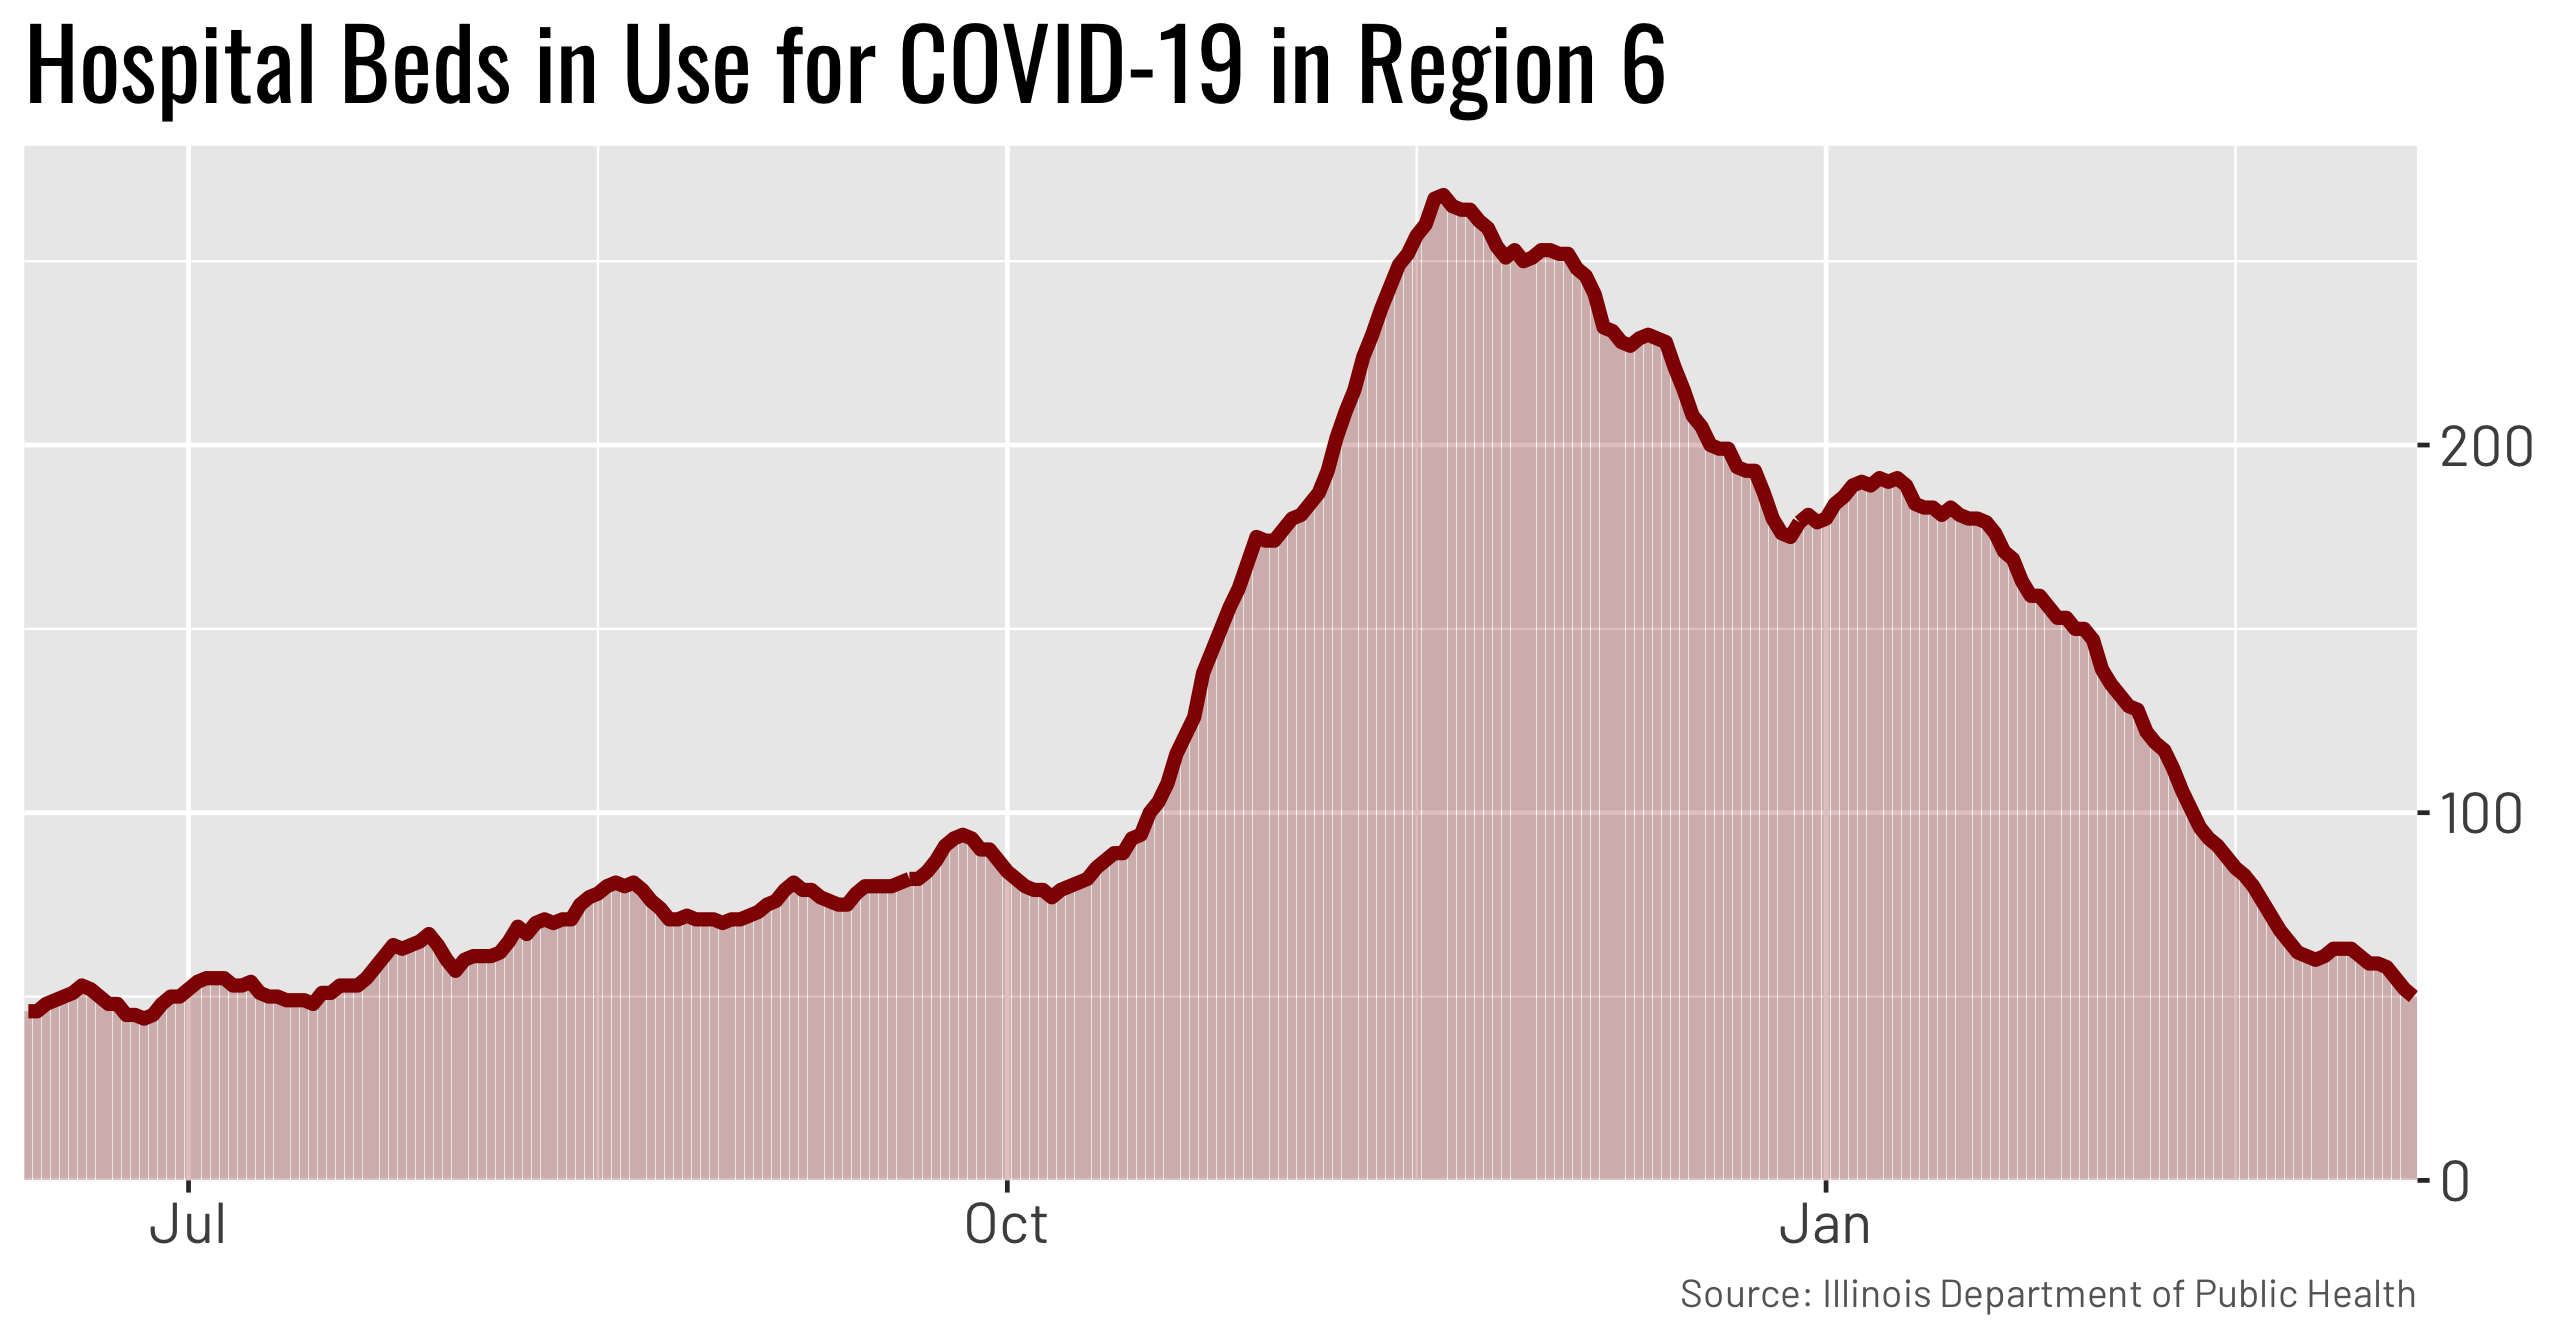 Hospital Beds in Use for COVID-19 in Region 6
200
100
0
Jul Oct Jan
Source: Illinois Department of Public Health